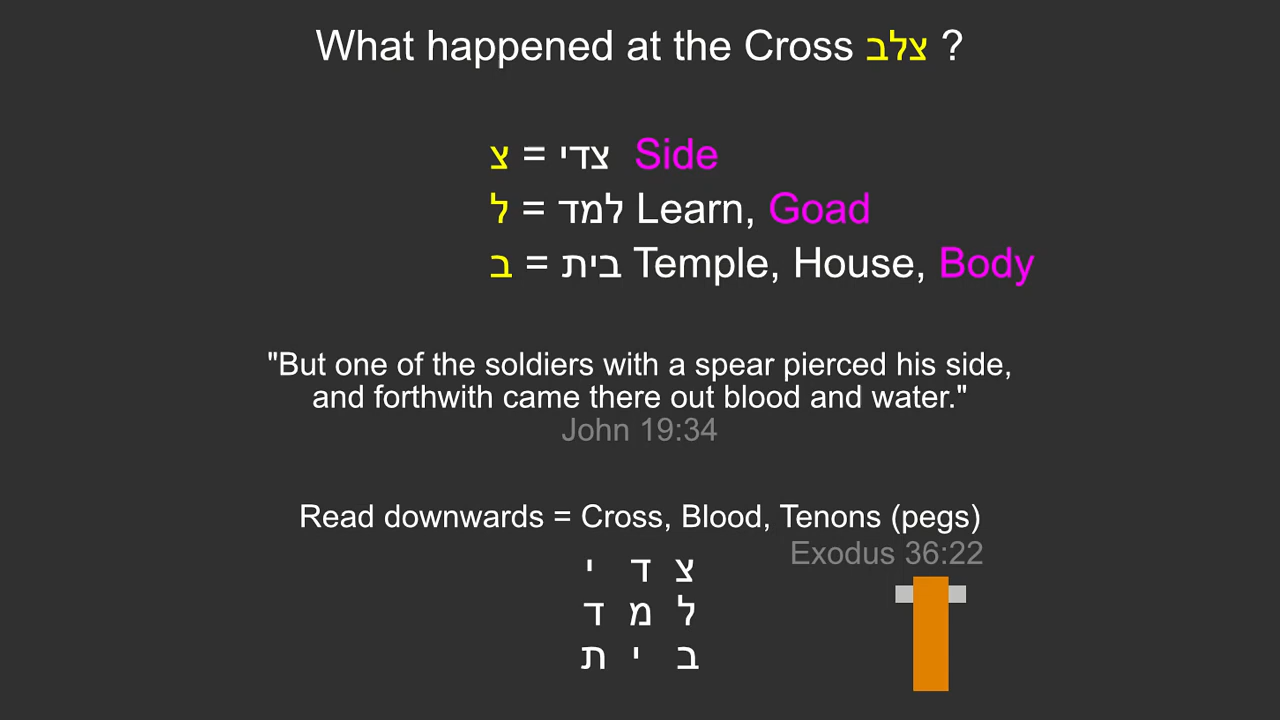 What happened at the Cross צלב ?
צ = צדי Side
ל = למד Learn, Goad
ב = בית Temple, House, Body
"But one of the soldiers with a spear pierced his side,
and forthwith came there out blood and water."
John 19:34
Read downwards = Cross, Blood, Tenons (pegs)
Exodus 36:22
צ ד י
ל מ ד
ב י ת